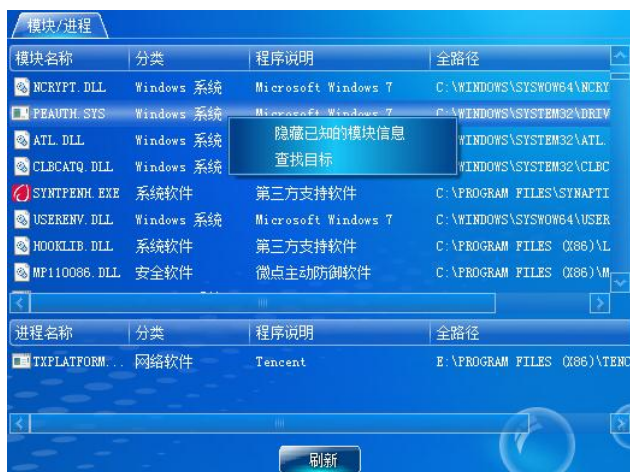 模块/进程
模块名称 分类 程序说明 全路径
NCRYPT.DLL Windows 系统 Microsoft Windows 7 C:\WINDOWS\SYSWOW64\NCRY
PEAUTH.SYS Windows 系统 Microsoft Windows 7 C:\WINDOWS\SYSTEM32\DRIV
隐藏已知的模块信息
ATL.DLL Windows 系统 WINDOWS\SYSTEM32\ATL.
查找目标
CLBCATQ.DLL Windows 系统 WINDOWS\SYSTEM32\CLBC
SYNTPENH.EXE 系统软件 第三方支持软件 C:\PROGRAM FILES\SYNAPTI
USERENV.DLL Windows 系统 Microsoft Windows 7 C:\WINDOWS\SYSWOW64\USER
HOOKLIB.DLL 系统软件 第三方支持软件 C:\PROGRAM FILES (X86)\L
MP110086.DLL 安全软件 微点主动防御软件 C:\PROGRAM FILES (X86)\M
进程名称 分类 程序说明 全路径
TXPLATFORM... 网络软件 Tencent E:\PROGRAM FILES (X86)\TENC
刷新